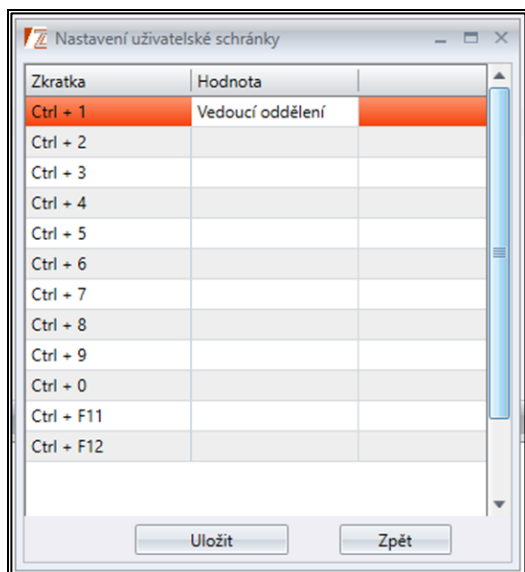 Nastavení uživatelské schránky
Zkratka Hodnota
Ctrl + 1 Vedoucí oddělení
Ctrl + 2
Ctrl + 3
Ctrl + 4
Ctrl + 5
Ctrl + 6
Ctrl + 7
Ctrl + 8
Ctrl + 9
Ctrl + 0
Ctrl + F11
Ctrl + F12
Uložit Zpět